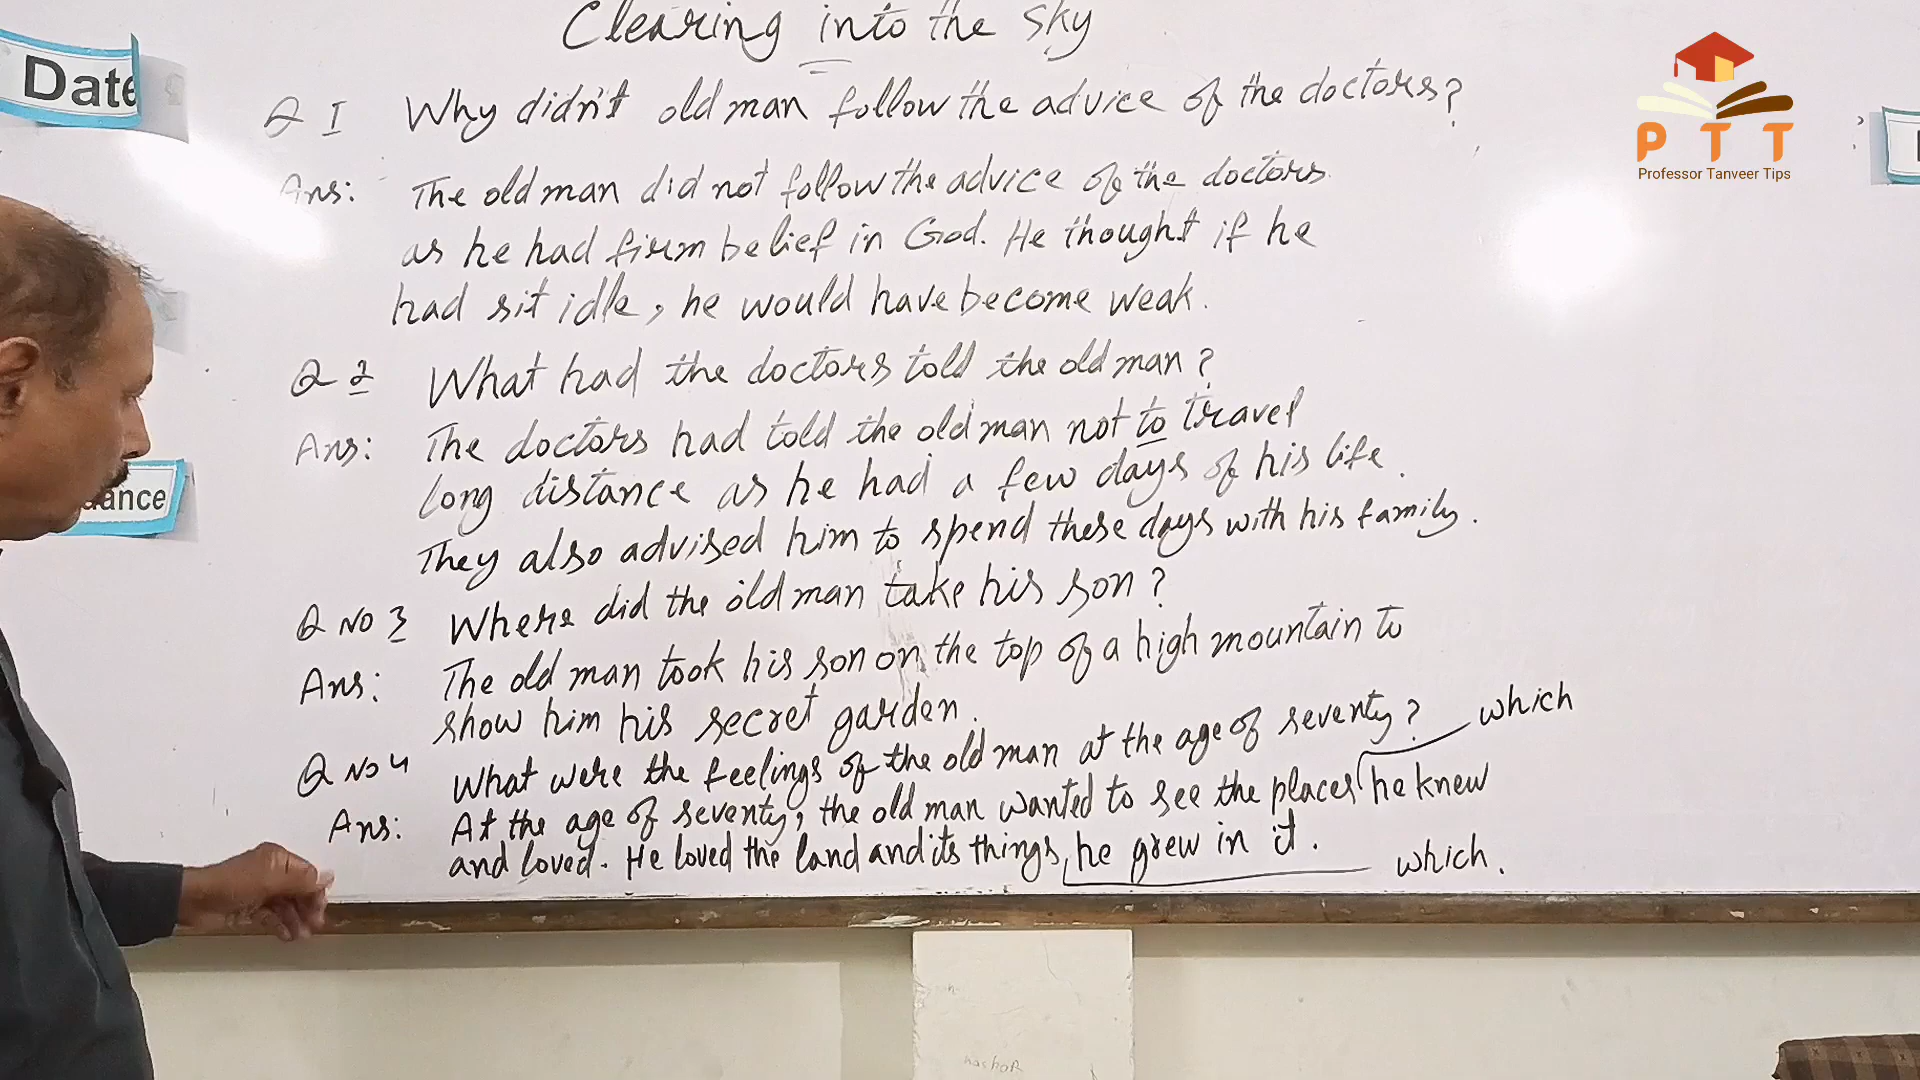 Clearing into the sky
Date
Q 1 Why didn't old man follow the advice of the doctors?
PTT
Professor Tanveer Tips
Ans: The old man did not follow the advice of the doctors
as he had firm belief in God. He thought if he
had sit idle, he would have become weak.
Q 2 What had the doctors told the old man?
Ans: The doctors had told the old man not to travel
long distance as he had a few days of his life.
They also advised him to spend these days with his family.
Q NO 3 Where did the old man take his son?
Ans: The old man took his son on the top of a high mountain to
show him his secret garden.
Q NO 4 What were the feelings of the old man at the age of seventy? which
Ans: At the age of seventy, the old man wanted to see the places he knew
and loved. He loved the land and its things, he grew in it. which.